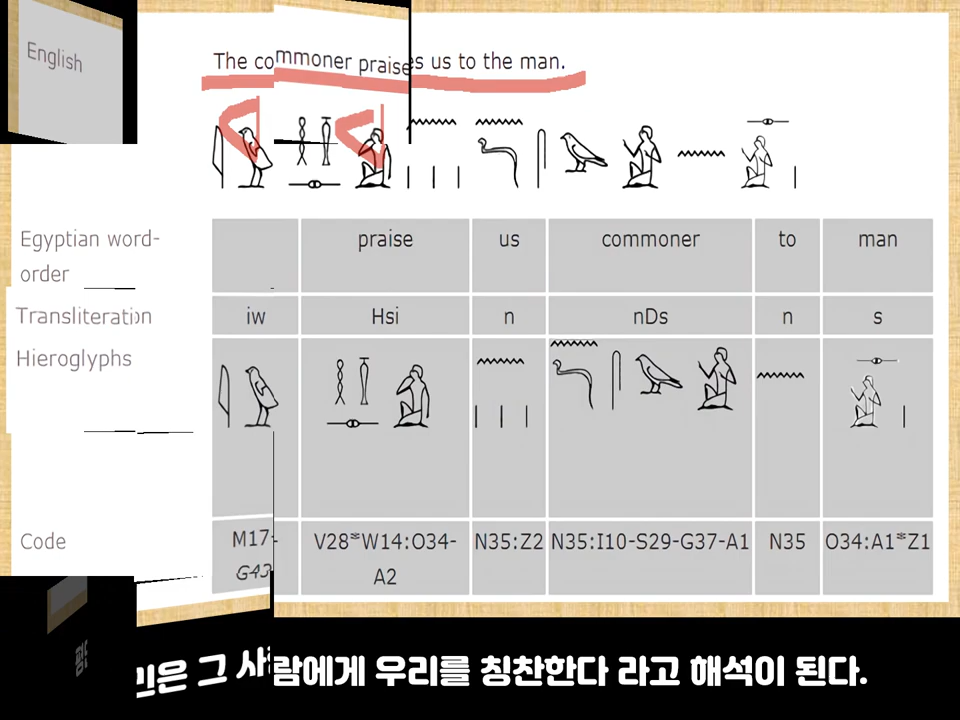 English
The commoner praises us to the man.
Egyptian word-
order
praise us commoner to man
Transliteration iw Hsi n nDs n s
Hieroglyphs
Code M17- V28*W14:O34- N35:Z2 N35:I10-S29-G37-A1 N35 O34:A1*Z1
G43 A2
그 사람에게 우리를 칭찬한다 라고 해석이 된다.